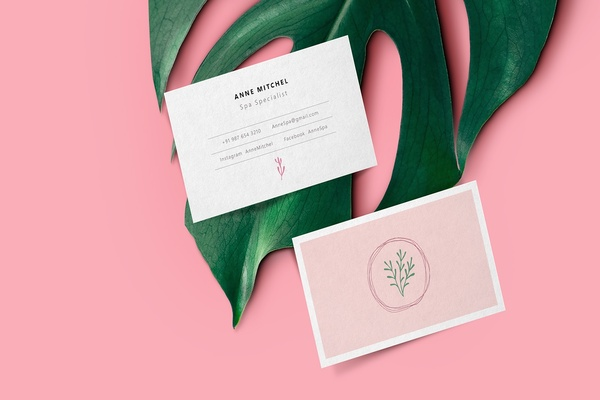 ANNE MITCHEL
Spa Specialist
+91 987 654 3210 AnneSpa@gmail.com
Instagram AnneMitchel Facebook AnneSpa